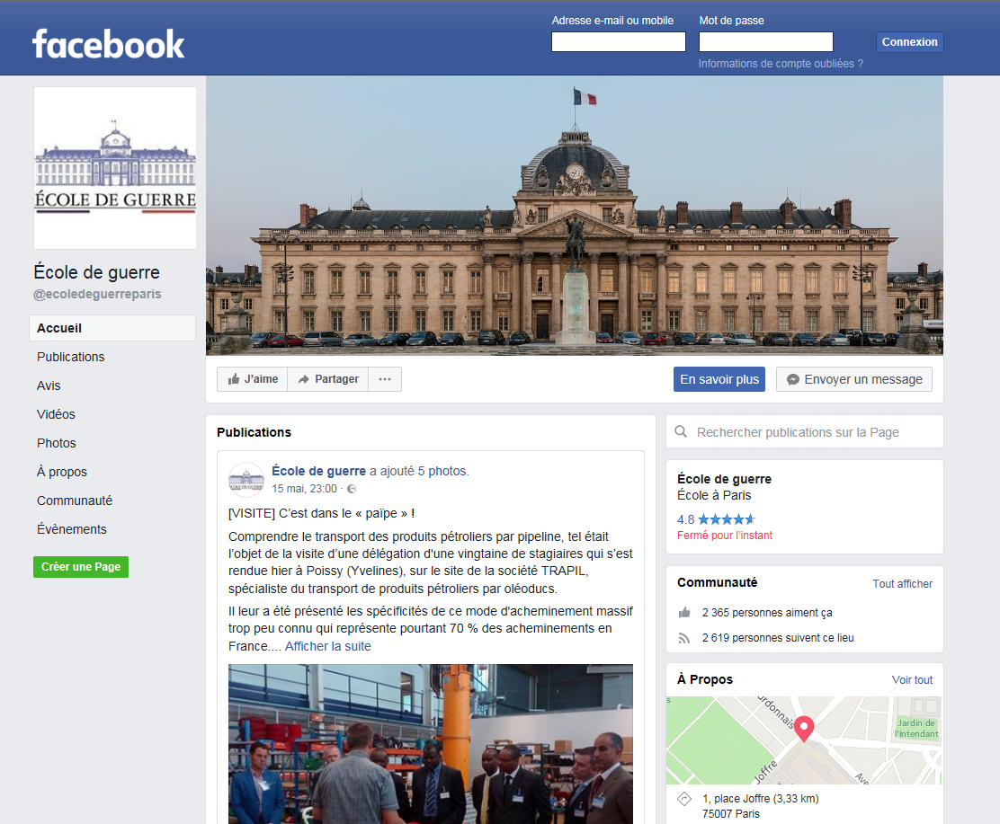 facebook
Adresse e-mail ou mobile
Mot de passe
Connexion
Informations de compte oubliées ?
ÉCOLE DE GUERRE
École de guerre
@ecoledeguerreparis
Accueil
Publications
Avis
Vidéos
Photos
À propos
Communauté
Évènements
Créer une Page
J’aime
Partager
En savoir plus
Envoyer un message
Publications
École de guerre a ajouté 5 photos.
15 mai, 23:00 ·
[VISITE] C’est dans le « païpe » !
Comprendre le transport des produits pétroliers par pipeline, tel était
l’objet de la visite d’une délégation d'une vingtaine de stagiaires qui s’est
rendue hier à Poissy (Yvelines), sur le site de la société TRAPIL,
spécialiste du transport de produits pétroliers par oléoducs.
Il leur a été présenté les spécificités de ce mode d'acheminement massif
trop peu connu qui représente pourtant 70 % des acheminements en
France.... Afficher la suite
Rechercher publications sur la Page
École de guerre
École à Paris
4.8
Fermé pour l’instant
Communauté
Tout afficher
2 365 personnes aiment ça
2 619 personnes suivent ce lieu
À Propos
Voir tout
urdonnais
Jardin de
l'Intendant
Joffre
Ave
1, place Joffre (3,33 km)
75007 Paris